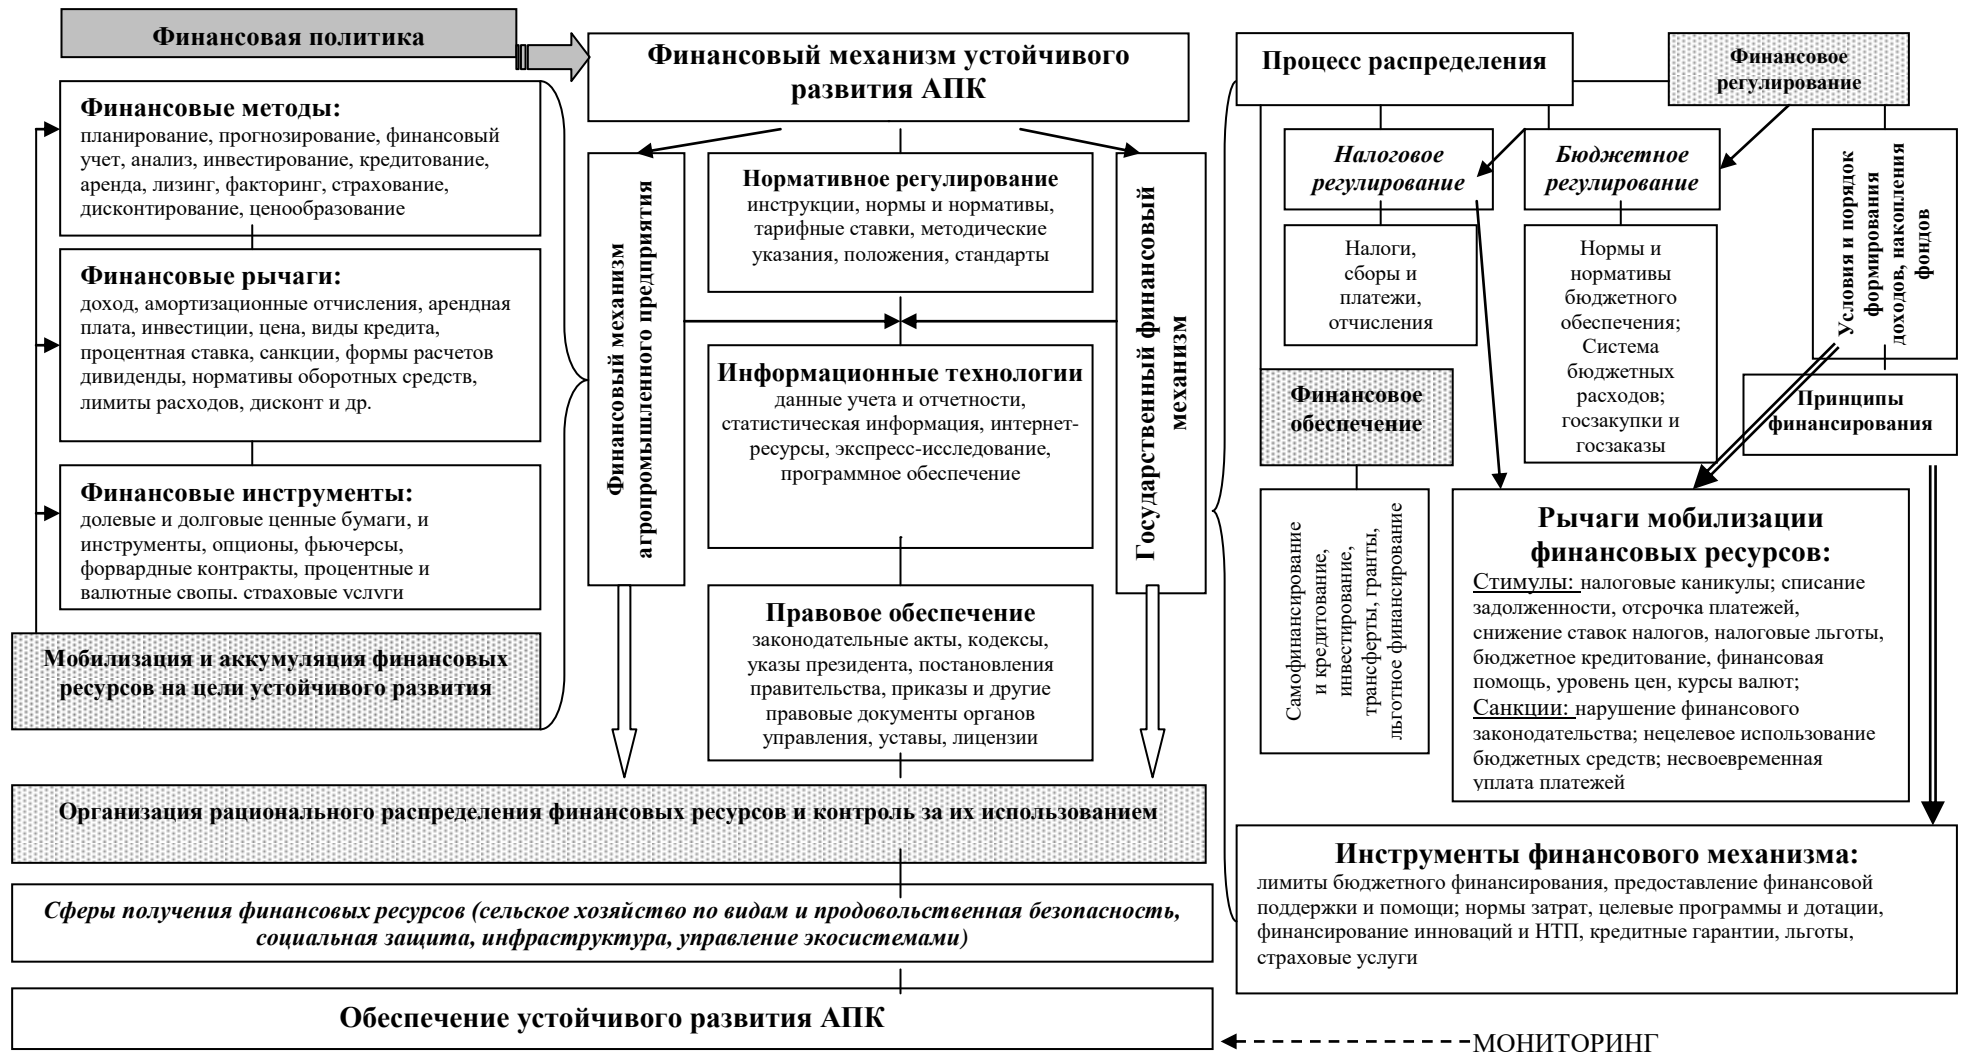 Финансовая политика
Финансовые методы:
планирование, прогнозирование, финансовый
учет, анализ, инвестирование, кредитование,
аренда, лизинг, факторинг, страхование,
дисконтирование, ценообразование
Финансовые рычаги:
доход, амортизационные отчисления, арендная
плата, инвестиции, цена, виды кредита,
процентная ставка, санкции, формы расчетов
дивиденды, нормативы оборотных средств,
лимиты расходов, дисконт и др.
Финансовые инструменты:
долевые и долговые ценные бумаги, и
инструменты, опционы, фьючерсы,
форвардные контракты, процентные и
валютные свопы, страховые услуги
Мобилизация и аккумуляция финансовых
ресурсов на цели устойчивого развития
Финансовый механизм устойчивого
развития АПК
Финансовый механизм
агропромышленного предприятия
Нормативное регулирование
инструкции, нормы и нормативы,
тарифные ставки, методические
указания, положения, стандарты
Информационные технологии
данные учета и отчетности,
статистическая информация, интернет-
ресурсы, экспресс-исследование,
программное обеспечение
Правовое обеспечение
законодательные акты, кодексы,
указы президента, постановления
правительства, приказы и другие
правовые документы органов
управления, уставы, лицензии
Государственный финансовый
механизм
Организация рационального распределения финансовых ресурсов и контроль за их использованием
Сферы получения финансовых ресурсов (сельское хозяйство по видам и продовольственная безопасность,
социальная защита, инфраструктура, управление экосистемами)
Обеспечение устойчивого развития АПК
Процесс распределения
Финансовое
регулирование
Налоговое
регулирование
Бюджетное
регулирование
Условия и порядок
формирования
доходов, накопления
фондов
Налоги,
сборы и
платежи,
отчисления
Нормы и
нормативы
бюджетного
обеспечения;
Система
бюджетных
расходов;
госзакупки и
госзаказы
Финансовое
обеспечение
Принципы
финансирования
Самофинансирование
и кредитование,
инвестирование,
трансферты, гранты,
льготное финансирование
Рычаги мобилизации
финансовых ресурсов:
Стимулы: налоговые каникулы; списание
задолженности, отсрочка платежей,
снижение ставок налогов, налоговые льготы,
бюджетное кредитование, финансовая
помощь, уровень цен, курсы валют;
Санкции: нарушение финансового
законодательства; нецелевое использование
бюджетных средств; несвоевременная
уплата платежей
Инструменты финансового механизма:
лимиты бюджетного финансирования, предоставление финансовой
поддержки и помощи; нормы затрат, целевые программы и дотации,
финансирование инноваций и НТП, кредитные гарантии, льготы,
страховые услуги
МОНИТОРИНГ